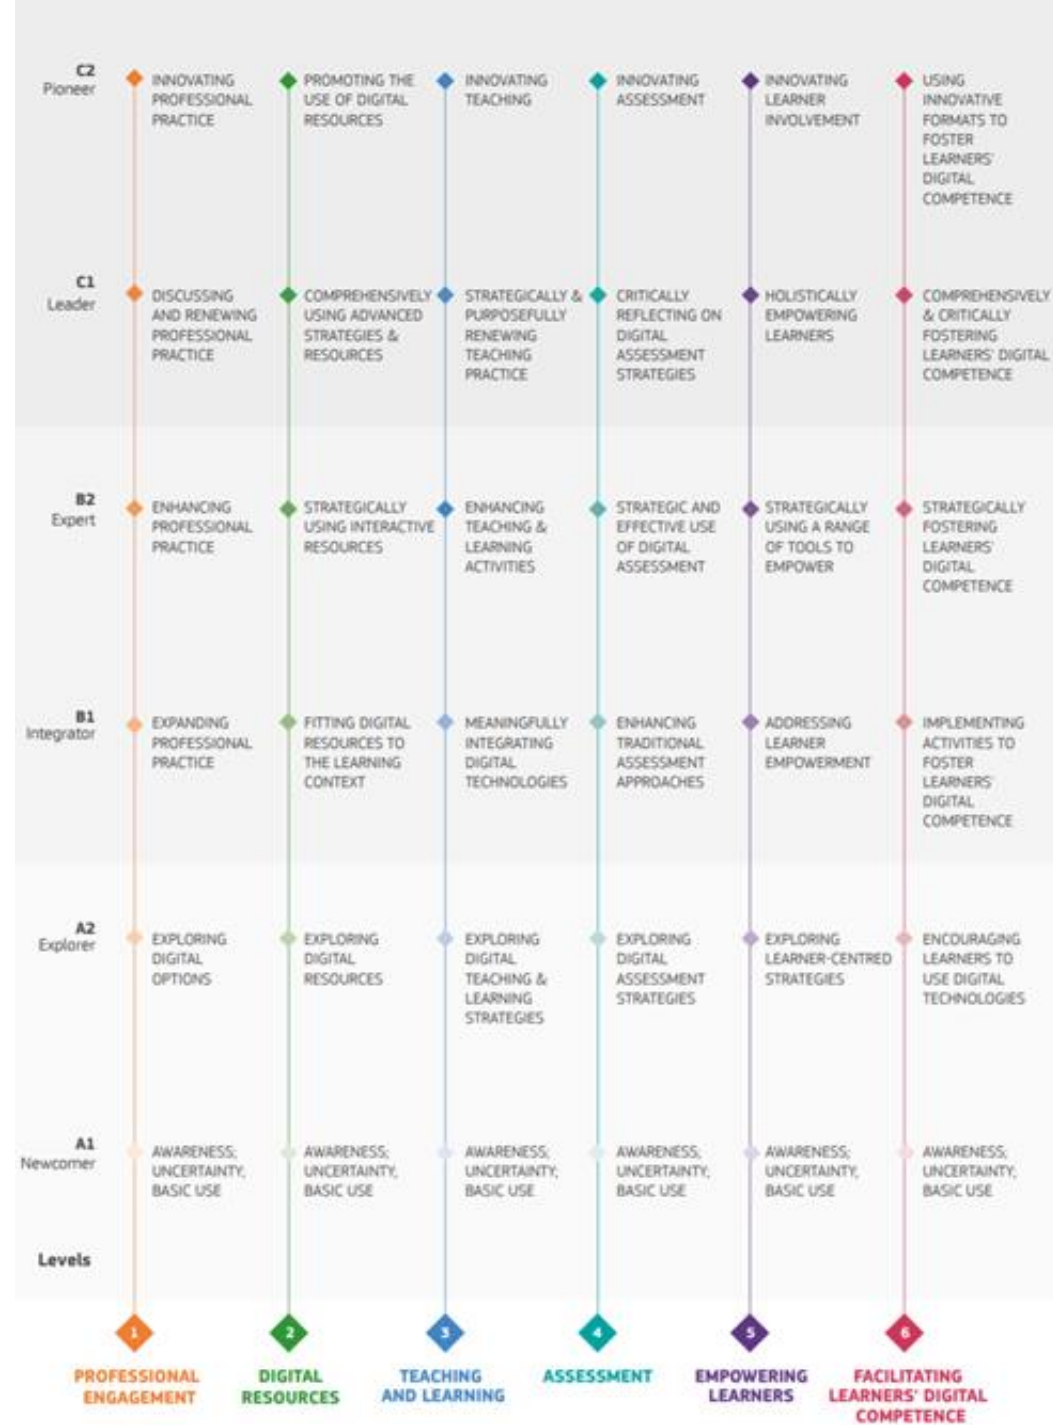 C2
Pioneer
INNOVATING
PROFESSIONAL
PRACTICE
PROMOTING THE
USE OF DIGITAL
RESOURCES
INNOVATING
TEACHING
INNOVATING
ASSESSMENT
INNOVATING
LEARNER
INVOLVEMENT
USING
INNOVATIVE
FORMATS TO
FOSTER
LEARNERS'
DIGITAL
COMPETENCE
C1
Leader
DISCUSSING
AND RENEWING
PROFESSIONAL
PRACTICE
COMPREHENSIVELY
USING ADVANCED
STRATEGIES &
RESOURCES
STRATEGICALLY &
PURPOSEFULLY
RENEWING
TEACHING
PRACTICE
CRITICALLY
REFLECTING ON
DIGITAL
ASSESSMENT
STRATEGIES
HOLISTICALLY
EMPOWERING
LEARNERS
COMPREHENSIVELY
& CRITICALLY
FOSTERING
LEARNERS' DIGITAL
COMPETENCE
B2
Expert
ENHANCING
PROFESSIONAL
PRACTICE
STRATEGICALLY
USING INTERACTIVE
RESOURCES
ENHANCING
TEACHING &
LEARNING
ACTIVITIES
STRATEGIC AND
EFFECTIVE USE
OF DIGITAL
ASSESSMENT
STRATEGICALLY
USING A RANGE
OF TOOLS TO
EMPOWER
STRATEGICALLY
FOSTERING
LEARNERS'
DIGITAL
COMPETENCE
B1
Integrator
EXPANDING
PROFESSIONAL
PRACTICE
FITTING DIGITAL
RESOURCES TO
THE LEARNING
CONTEXT
MEANINGFULLY
INTEGRATING
DIGITAL
TECHNOLOGIES
ENHANCING
TRADITIONAL
ASSESSMENT
APPROACHES
ADDRESSING
LEARNER
EMPOWERMENT
IMPLEMENTING
ACTIVITIES TO
FOSTER
LEARNERS'
DIGITAL
COMPETENCE
A2
Explorer
EXPLORING
DIGITAL
OPTIONS
EXPLORING
DIGITAL
RESOURCES
EXPLORING
DIGITAL
TEACHING &
LEARNING
STRATEGIES
EXPLORING
DIGITAL
ASSESSMENT
STRATEGIES
EXPLORING
LEARNER-CENTRED
STRATEGIES
ENCOURAGING
LEARNERS TO
USE DIGITAL
TECHNOLOGIES
A1
Newcomer
AWARENESS;
UNCERTAINTY,
BASIC USE
AWARENESS;
UNCERTAINTY,
BASIC USE
AWARENESS;
UNCERTAINTY,
BASIC USE
AWARENESS;
UNCERTAINTY,
BASIC USE
AWARENESS;
UNCERTAINTY,
BASIC USE
AWARENESS,
UNCERTAINTY,
BASIC USE
Levels
1
PROFESSIONAL
ENGAGEMENT
2
DIGITAL
RESOURCES
3
TEACHING
AND LEARNING
4
ASSESSMENT
5
EMPOWERING
LEARNERS
6
FACILITATING
LEARNERS' DIGITAL
COMPETENCE